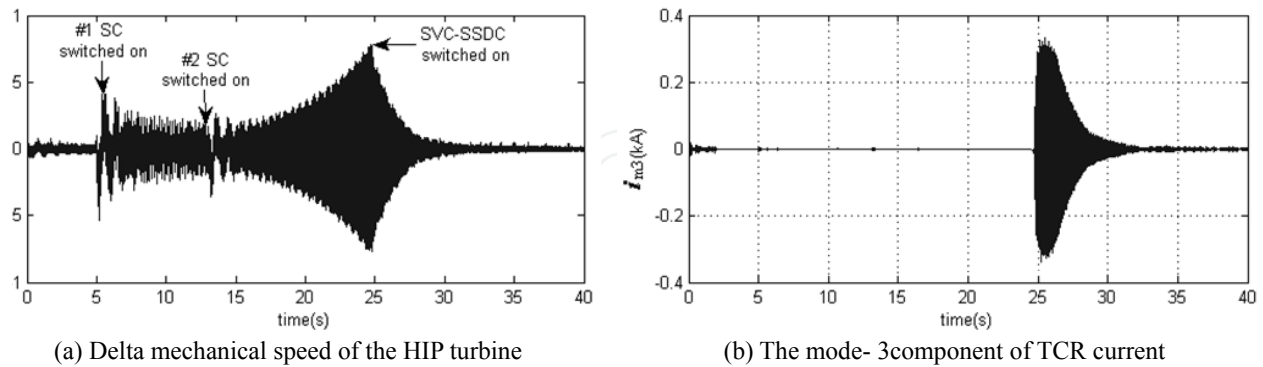 1
5
0
5
1
#1 SC
switched on
#2 SC
switched on
SVC-SSDC
switched on
0 5 10 15 20 25 30 35 40
time(s)
(a) Delta mechanical speed of the HIP turbine
0.4
0.2
0
-0.2
-0.4
i m3(kA)
0 5 10 15 20 25 30 35 40
time(s)
(b) The mode- 3component of TCR current